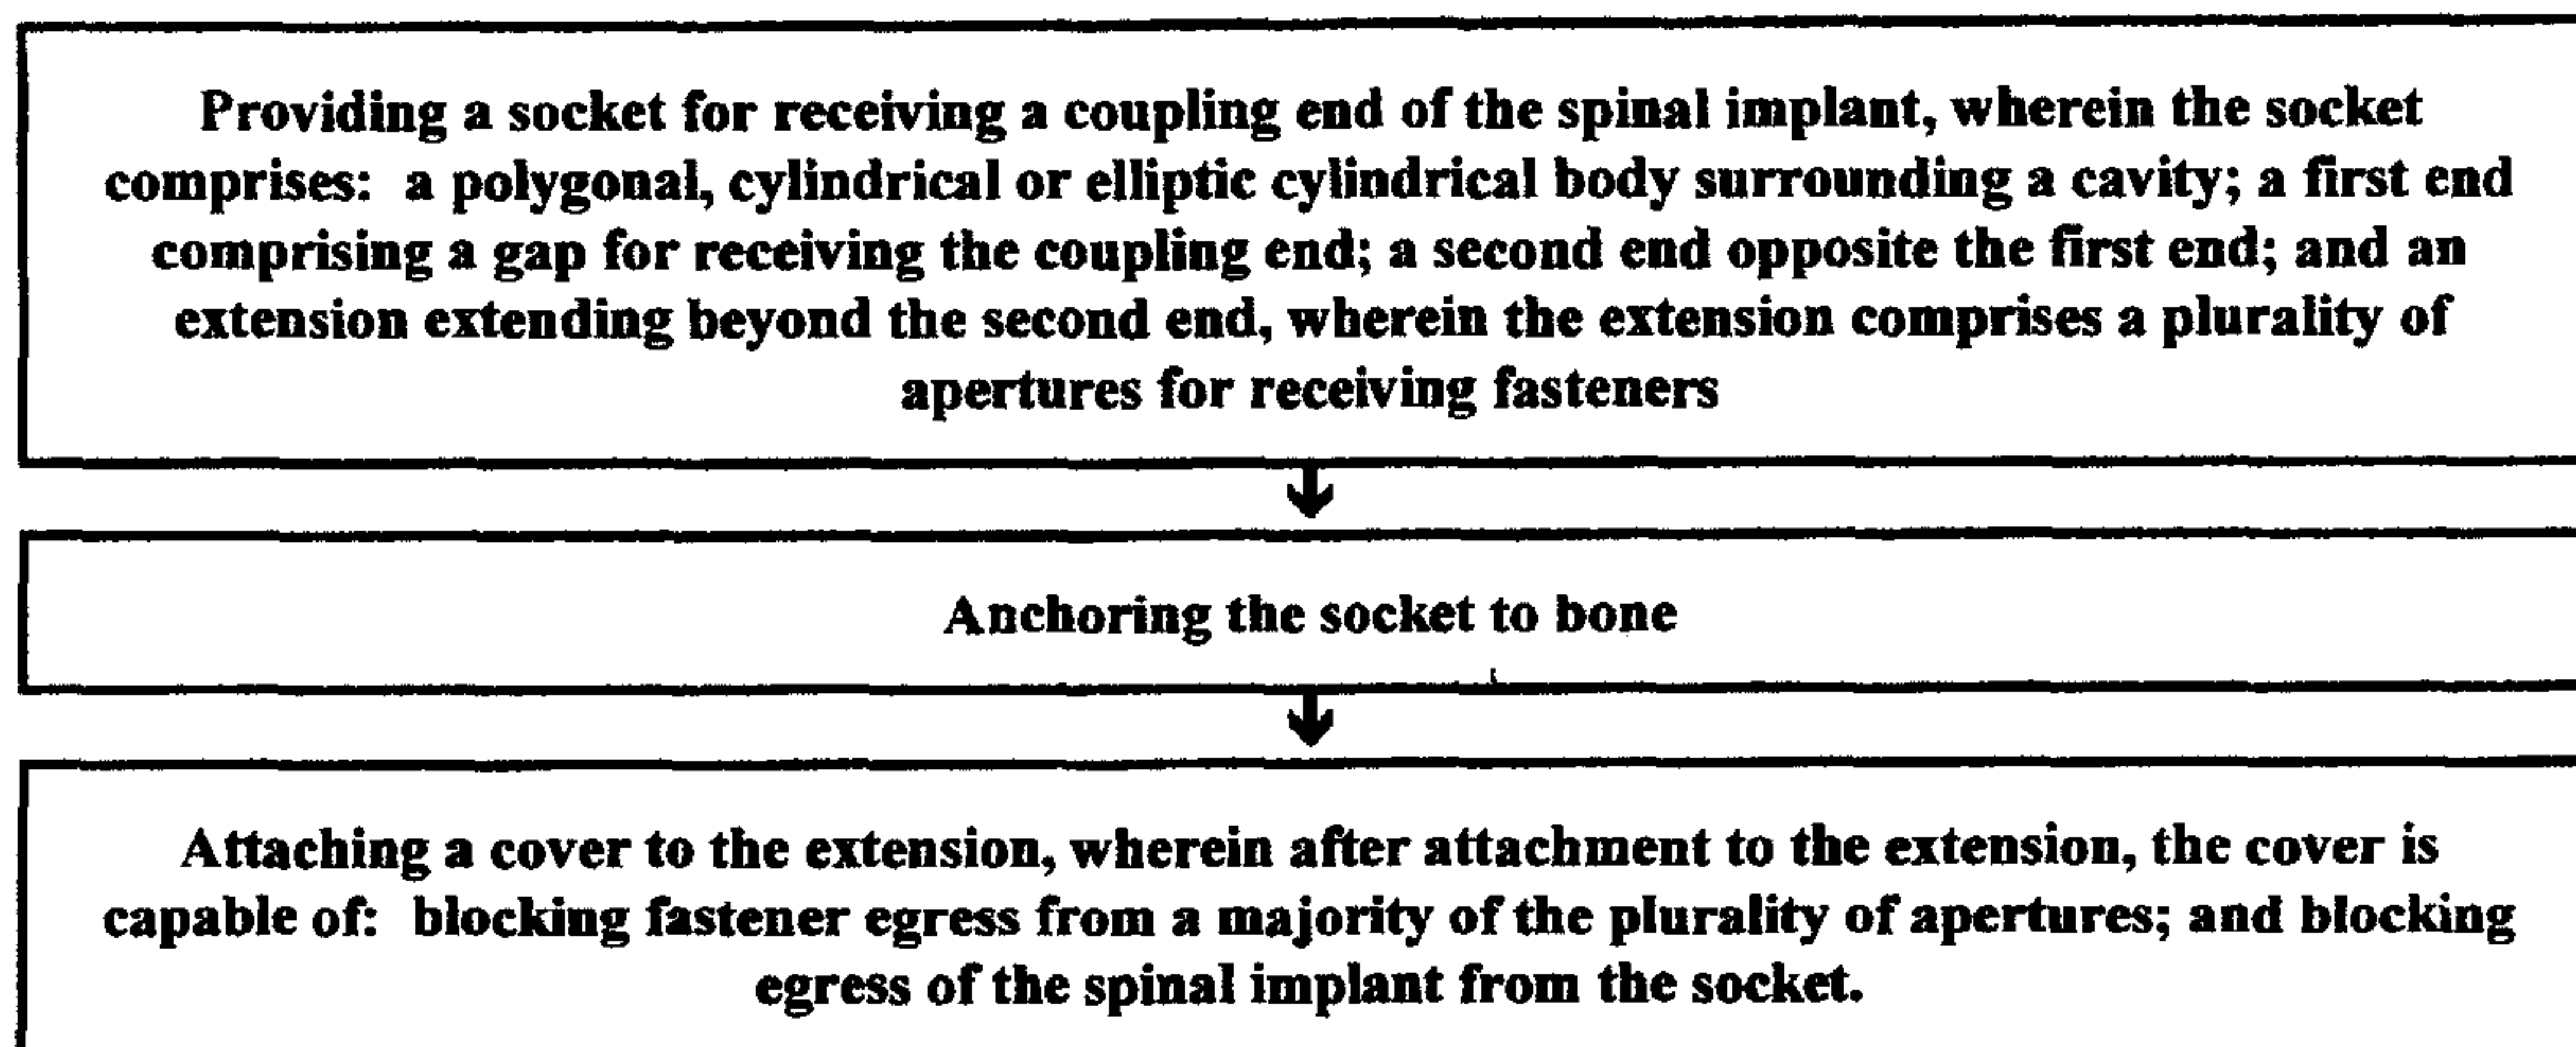 Providing a socket for receiving a coupling end of the spinal implant, wherein the socket
comprises:  a polygonal, cylindrical or elliptic cylindrical body surrounding a cavity; a first end
comprising a gap for receiving the coupling end; a second end opposite the first end; and an
extension extending beyond the second end, wherein the extension comprises a plurality of
apertures for receiving fasteners
Anchoring the socket to bone
Attaching a cover to the extension, wherein after attachment to the extension, the cover is
capable of:  blocking fastener egress from a majority of the plurality of apertures; and blocking
egress of the spinal implant from the socket.